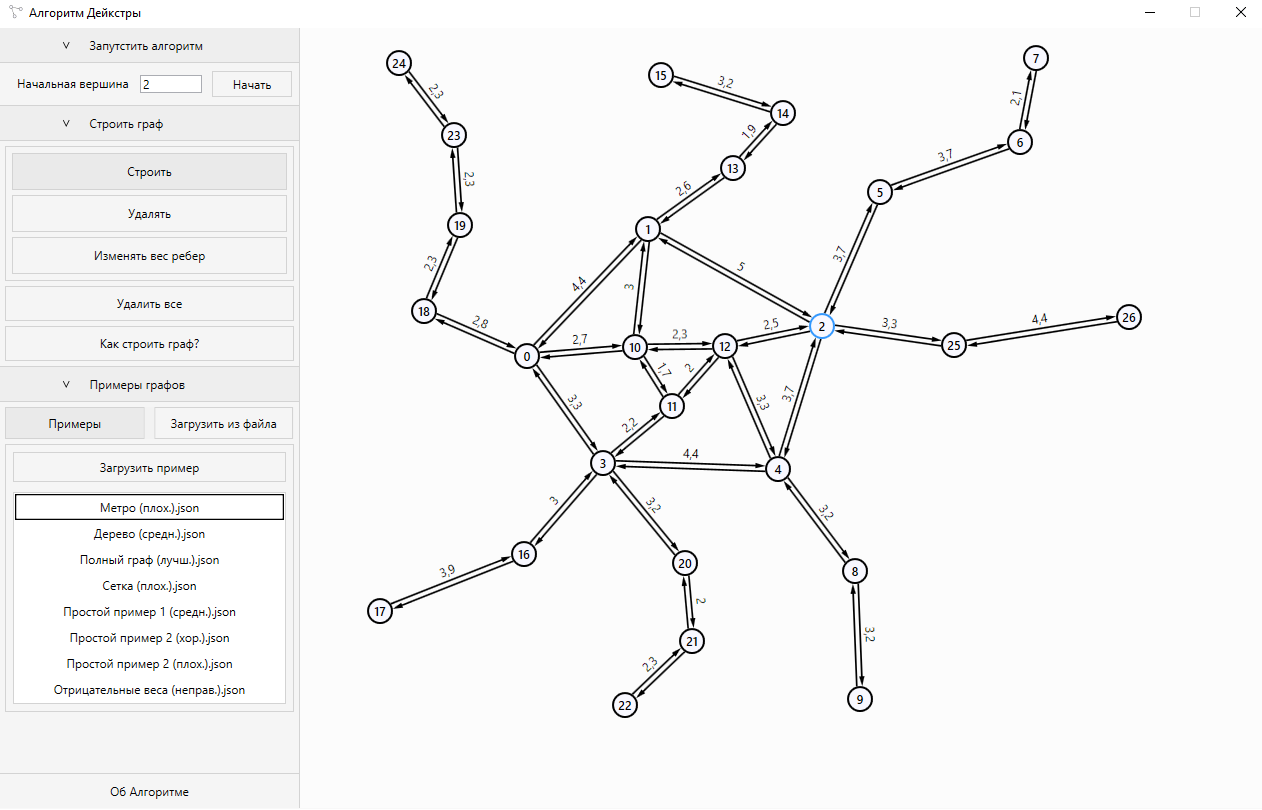 Алгоритм Дейкстры
Запутстить алгоритм
Начальная вершина 2 Начать
Строить граф
Строить
Удалять
Изменять вес ребер
Удалить все
Как строить граф?
Примеры графов
Примеры Загрузить из файла
Загрузить пример
Метро (плох.).json
Дерево (средн.).json
Полный граф (лучш.).json
Сетка (плох.).json
Простой пример 1 (средн.).json
Простой пример 2 (хор.).json
Простой пример 2 (плох.).json
Отрицательные веса (неправ.).json
Об Алгоритме
7
24
15
3,2
2,3
2,1
14
23
1,9
6
3,7
13
2,3
2,6
5
19
1
3,7
2,3
5
4,4
3
18
26
2,8
4,4
2,5
2
3,3
2,7
2,3
0
10
12
25
1,7
2
3,3
3,3
3,7
11
2,2
4,4
3
4
3
3,2
3,2
16
20
8
3,9
17
2
3,2
21
2,3
22
9